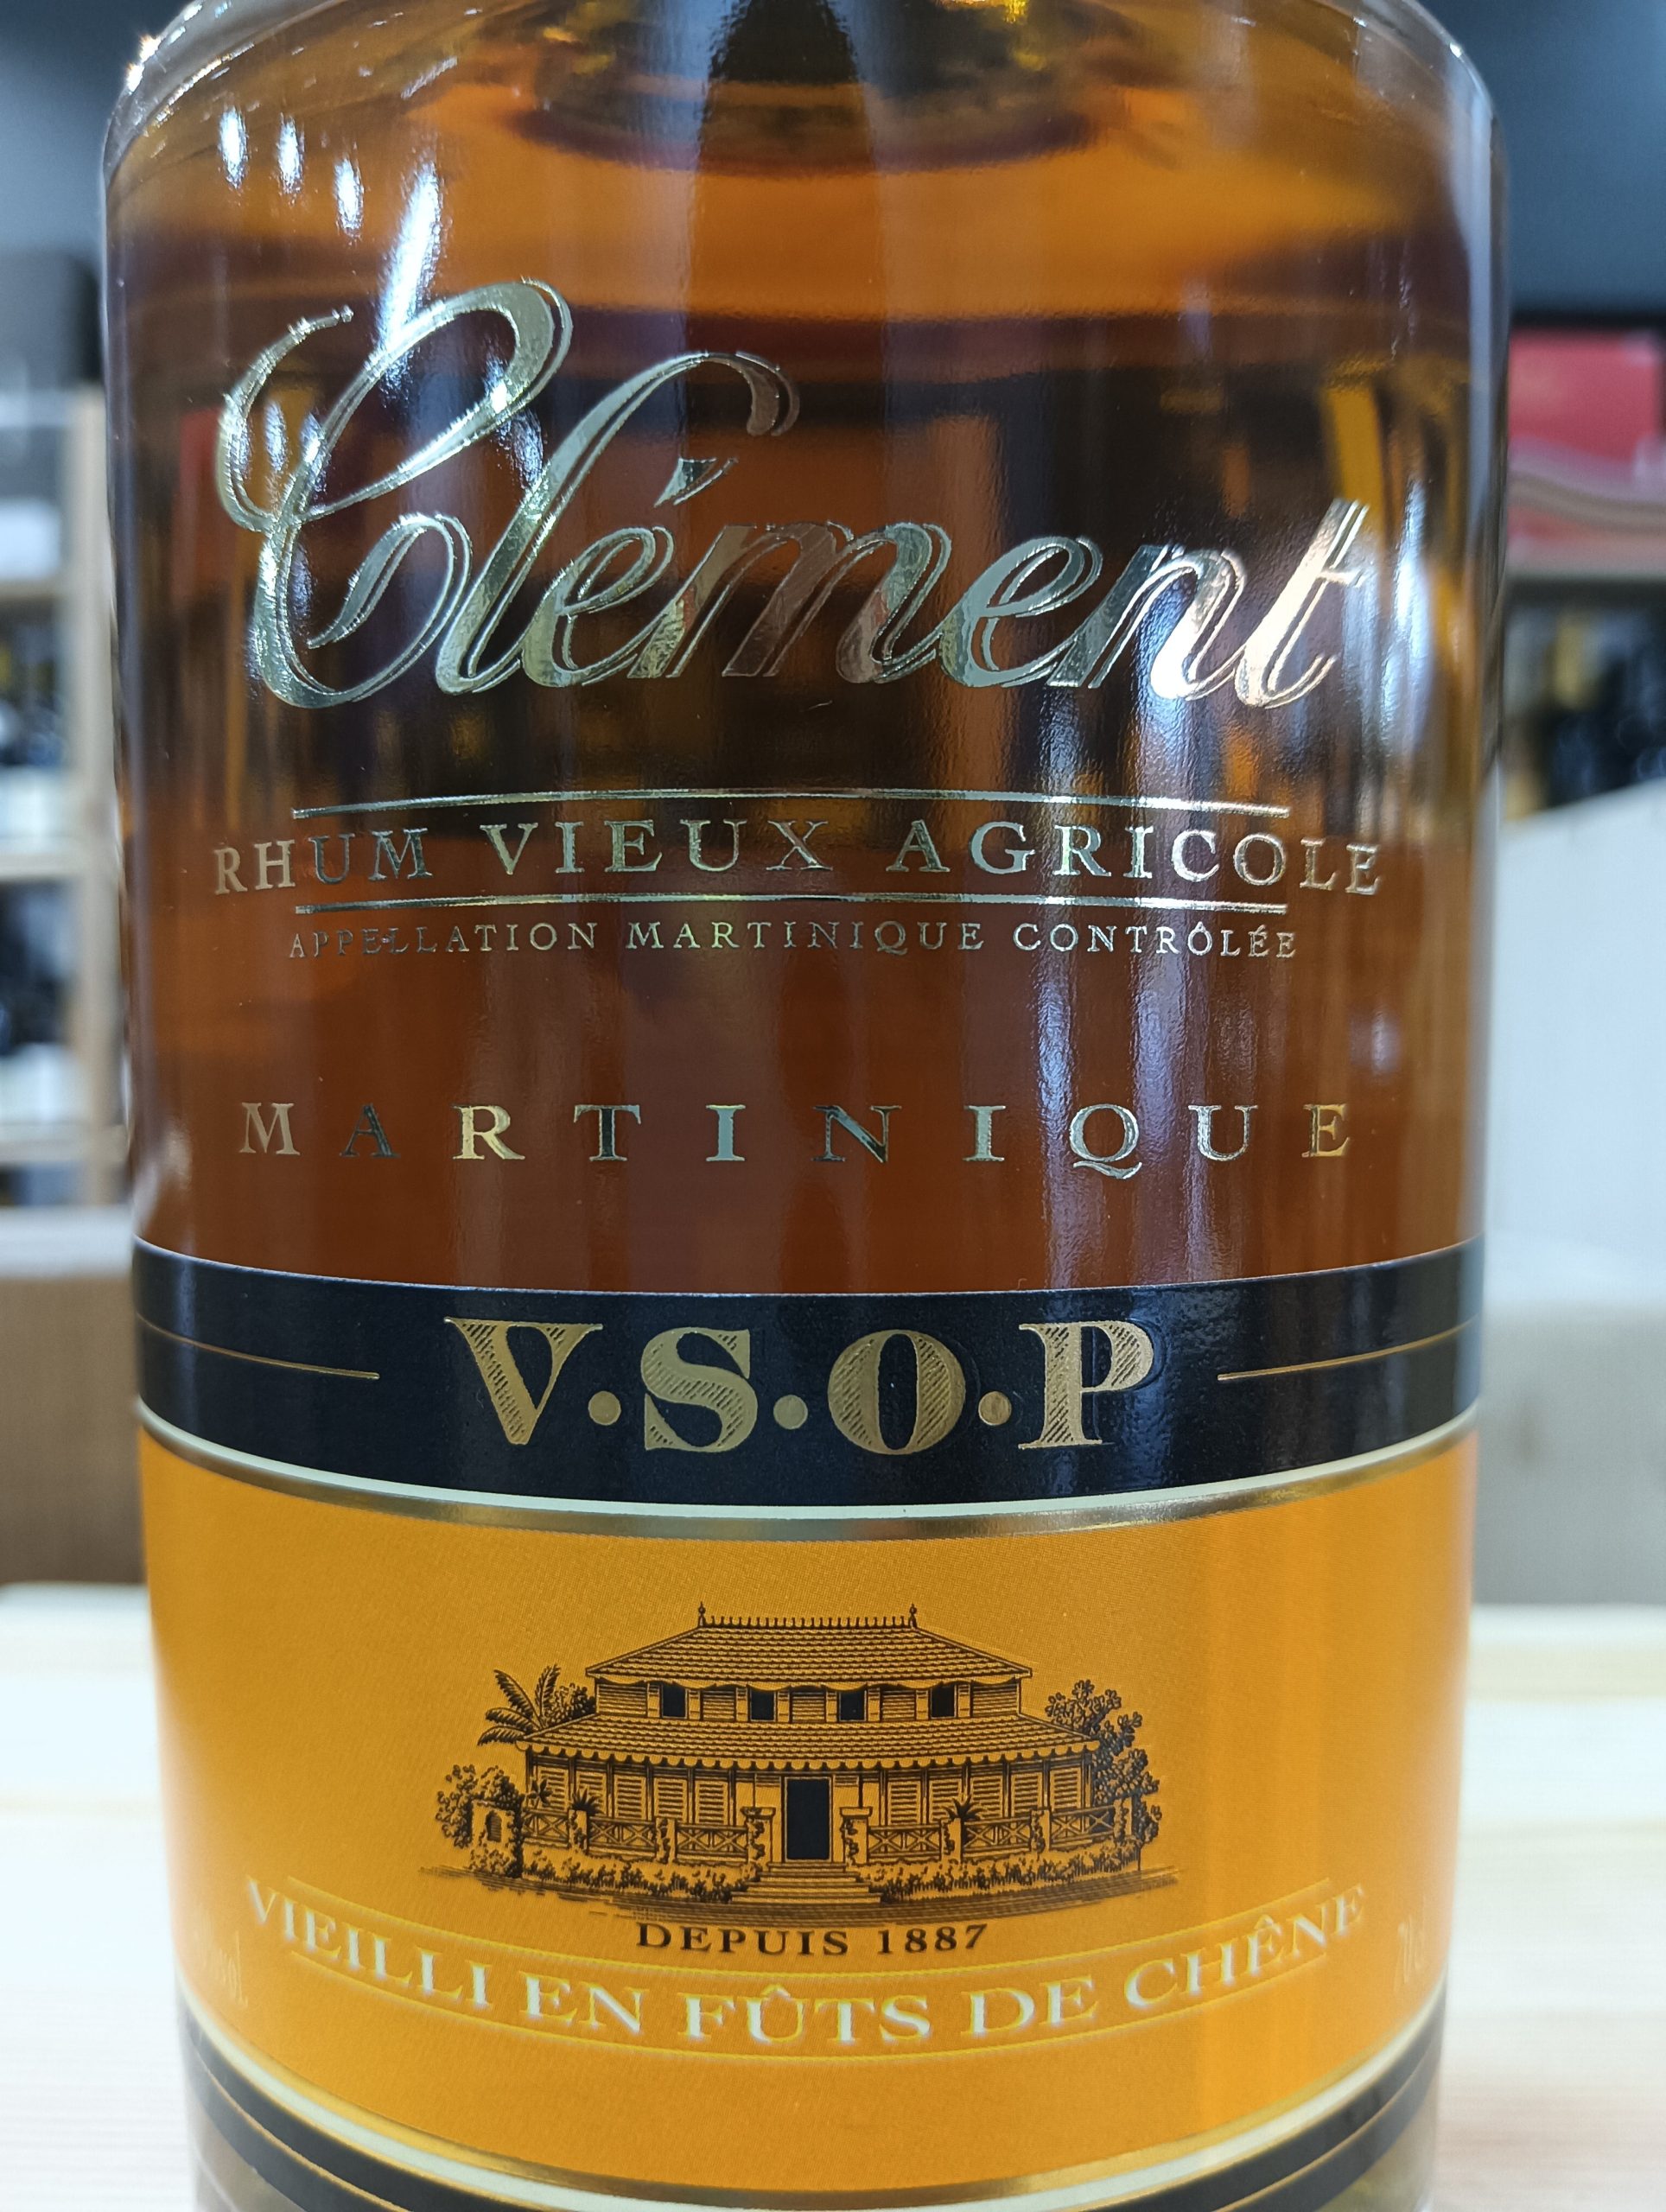 Clément
RHUM VIEUX AGRICOLE
APPELLATION MARTINIQUE CONTRÔLÉE
MARTINIQUE
V·S·O·P
DEPUIS 1887
VIEILLI EN FÛTS DE CHÊNE